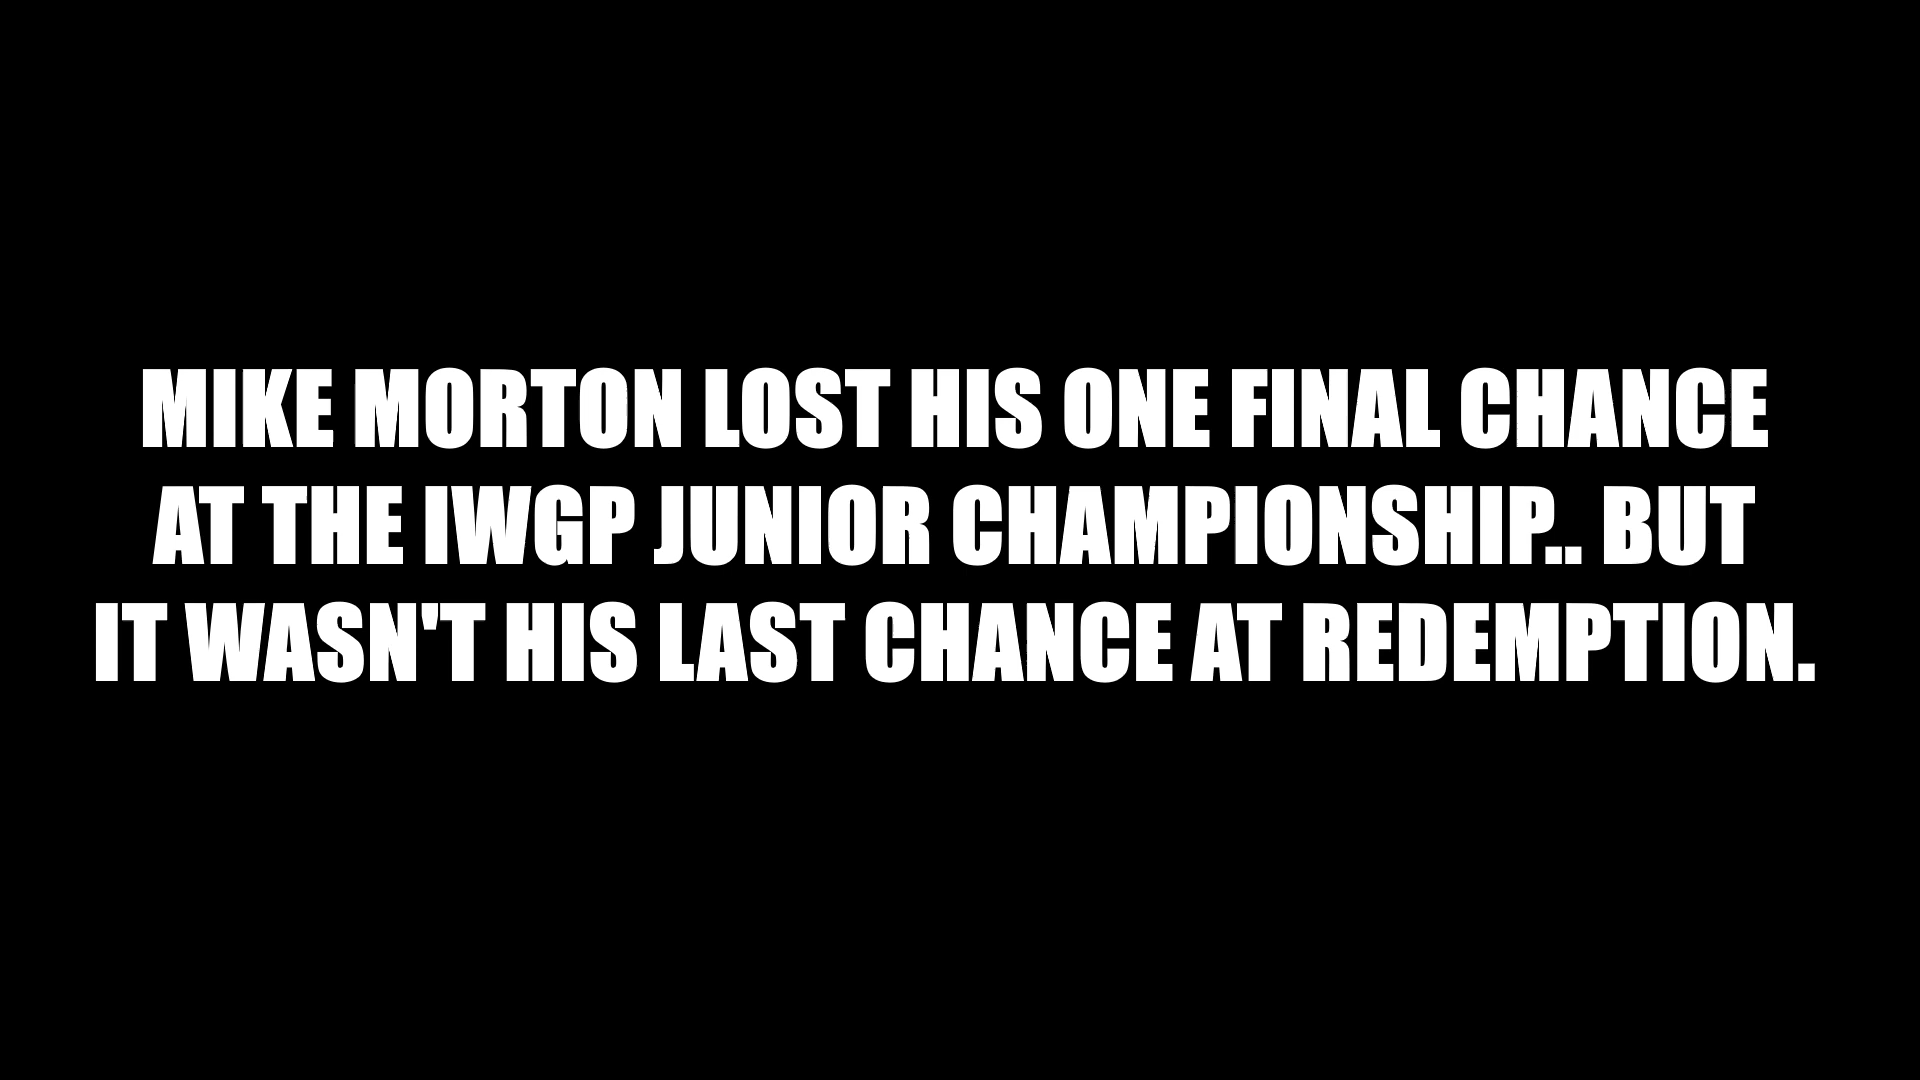 MIKE MORTON LOST HIS ONE FINAL CHANCE
AT THE IWGP JUNIOR CHAMPIONSHIP.. BUT
IT WASN'T HIS LAST CHANCE AT REDEMPTION.